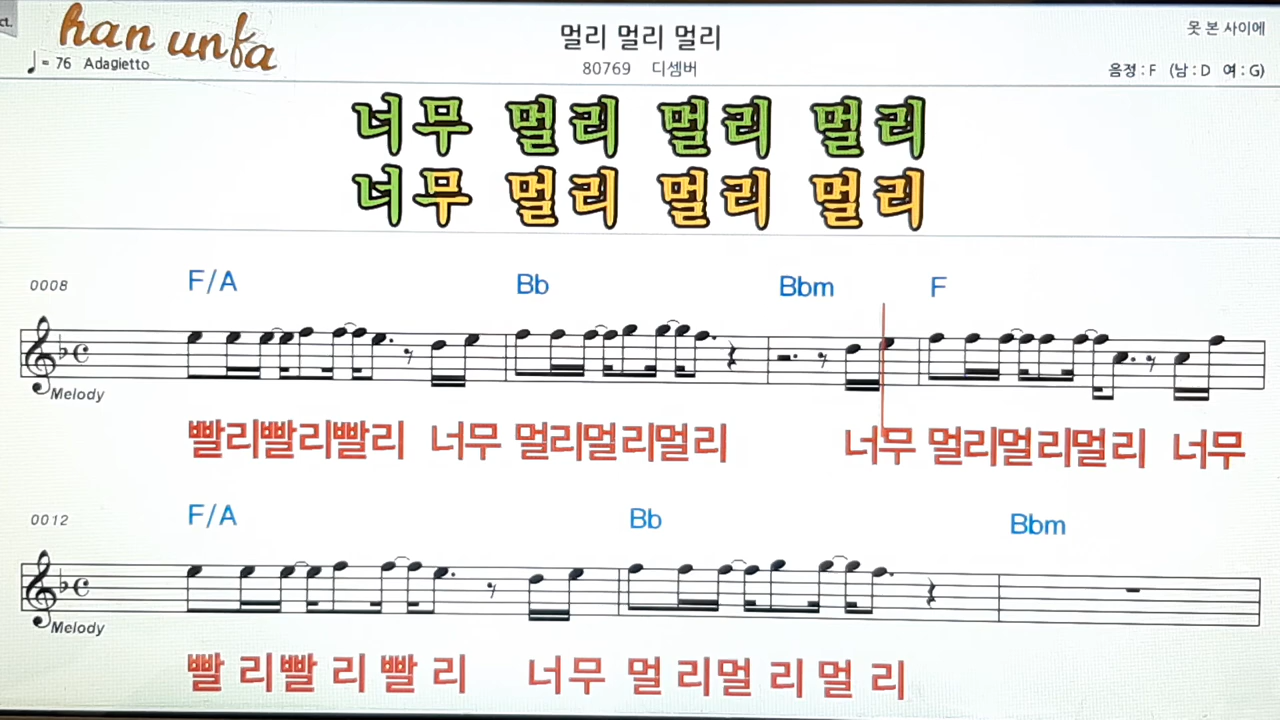 ct.
han unfa
♩= 76 Adagietto
멀리 멀리 멀리
80769 디셈버
못 본 사이에
음정 : F (남 : D 여 : G)
너무 멀리 멀리 멀리
너무 멀리 멀리 멀리
0008 F/A Bb Bbm F
Melody
빨리빨리빨리 너무 멀리멀리멀리 너무 멀리멀리멀리 너무
0012 F/A Bb Bbm
Melody
빨 리 빨 리 빨 리 너무 멀 리 멀 리 멀 리